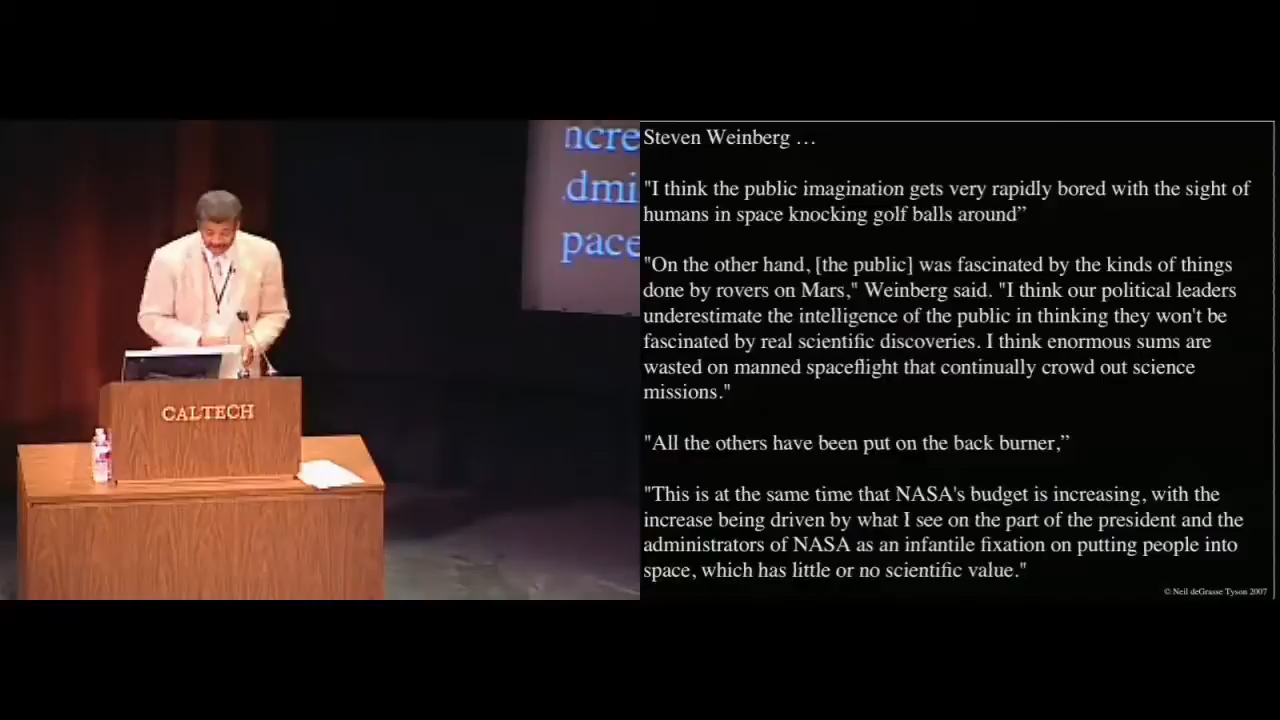 ncre
dmi
pace
CALTECH
Steven Weinberg …
"I think the public imagination gets very rapidly bored with the sight of
humans in space knocking golf balls around”
"On the other hand, [the public] was fascinated by the kinds of things
done by rovers on Mars," Weinberg said. "I think our political leaders
underestimate the intelligence of the public in thinking they won't be
fascinated by real scientific discoveries. I think enormous sums are
wasted on manned spaceflight that continually crowd out science
missions."
"All the others have been put on the back burner,”
"This is at the same time that NASA's budget is increasing, with the
increase being driven by what I see on the part of the president and the
administrators of NASA as an infantile fixation on putting people into
space, which has little or no scientific value."
© Neil deGrasse Tyson 2007